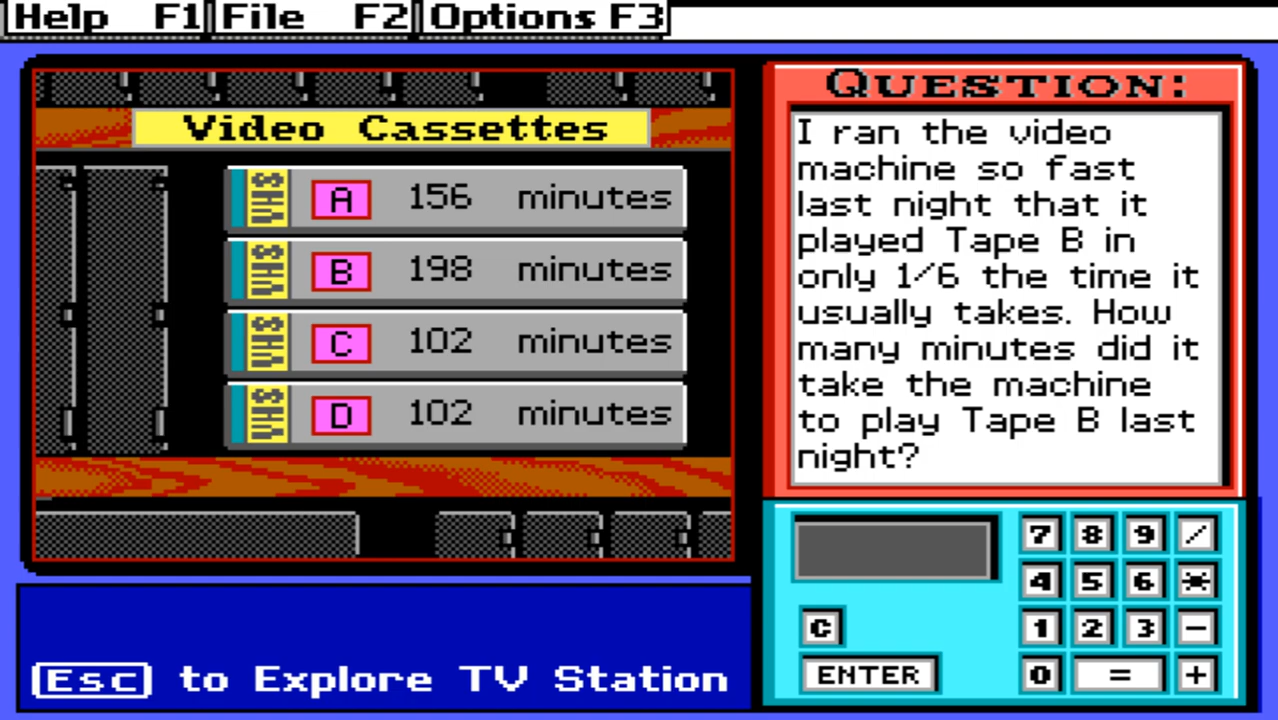 Help F1 File F2 Options F3
Video Cassettes
VHS A 156 minutes
VHS B 198 minutes
VHS C 102 minutes
VHS D 102 minutes
Esc to Explore TV Station
QUESTION:
I ran the video
machine so fast
last night that it
played Tape B in
only 1/6 the time it
usually takes. How
many minutes did it
take the machine
to play Tape B last
night?
7 8 9 /
4 5 6 *
C 1 2 3 -
ENTER 0 = +